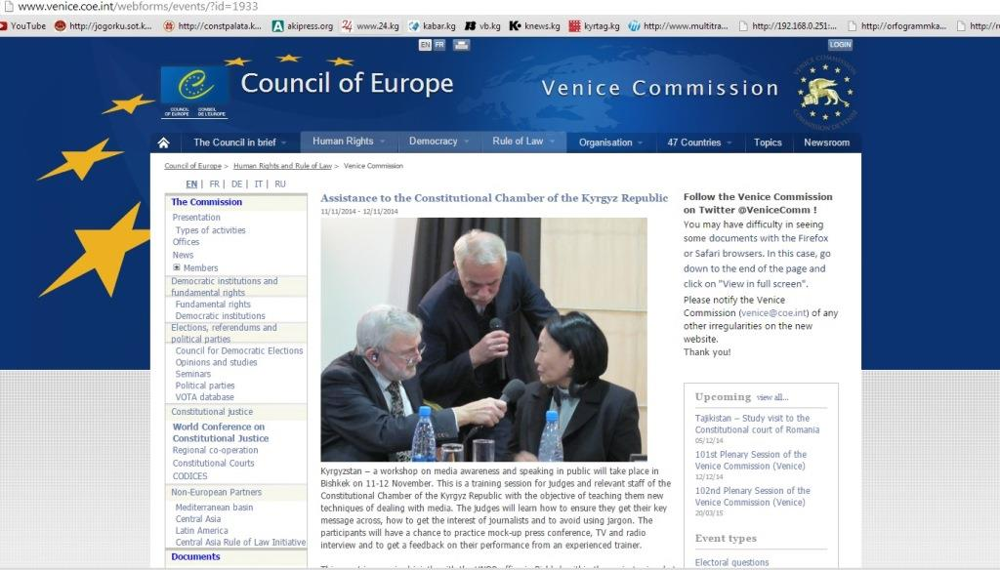 www.venice.coe.int/webforms/events/?id=1933
YouTube http://jogorku.sot.k... http://constpalata.k... akipress.org www.24.kg kabar.kg vb.kg knews.kg kyrtag.kg http://www.multitra... http://192.168.0.251:... http://orfogrammka...
EN FR
LOGIN
Council of Europe
Venice Commission
COUNCIL OF EUROPE CONSEIL DE L'EUROPE
The Council in brief Human Rights Democracy Rule of Law Organisation 47 Countries Topics Newsroom
Council of Europe > Human Rights and Rule of Law > Venice Commission
EN | FR | DE | IT | RU
The Commission
Presentation
Types of activities
Offices
News
Members
Democratic institutions and
fundamental rights
Fundamental rights
Democratic institutions
Elections, referendums and
political parties
Council for Democratic Elections
Opinions and studies
Seminars
Political parties
VOTA database
Constitutional justice
World Conference on
Constitutional Justice
Regional co-operation
Constitutional Courts
CODICES
Non-European Partners
Mediterranean basin
Central Asia
Latin America
Central Asia Rule of Law Initiative
Documents
Assistance to the Constitutional Chamber of the Kyrgyz Republic
11/11/2014 - 12/11/2014
Kyrgyzstan – a workshop on media awareness and speaking in public will take place in
Bishkek on 11-12 November. This is a training session for judges and relevant staff of the
Constitutional Chamber of the Kyrgyz Republic with the objective of teaching them new
techniques of dealing with media. The judges will learn how to ensure they get their key
message across, how to get the interest of journalists and to avoid using jargon. The
participants will have a chance to practice mock-up press conference, TV and radio
interview and to get a feedback on their performance from an experienced trainer.
Follow the Venice Commission
on Twitter @VeniceComm !
You may have difficulty in seeing
some documents with the Firefox
or Safari browsers. In this case, go
down to the end of the page and
click on "View in full screen".
Please notify the Venice
Commission (venice@coe.int) of any
other irregularities on the new
website.
Thank you!
Upcoming view all...
Tajikistan – Study visit to the
Constitutional court of Romania
05/12/14
101st Plenary Session of the
Venice Commission (Venice)
12/12/14
102nd Plenary Session of the
Venice Commission (Venice)
20/03/15
Event types
Electoral questions